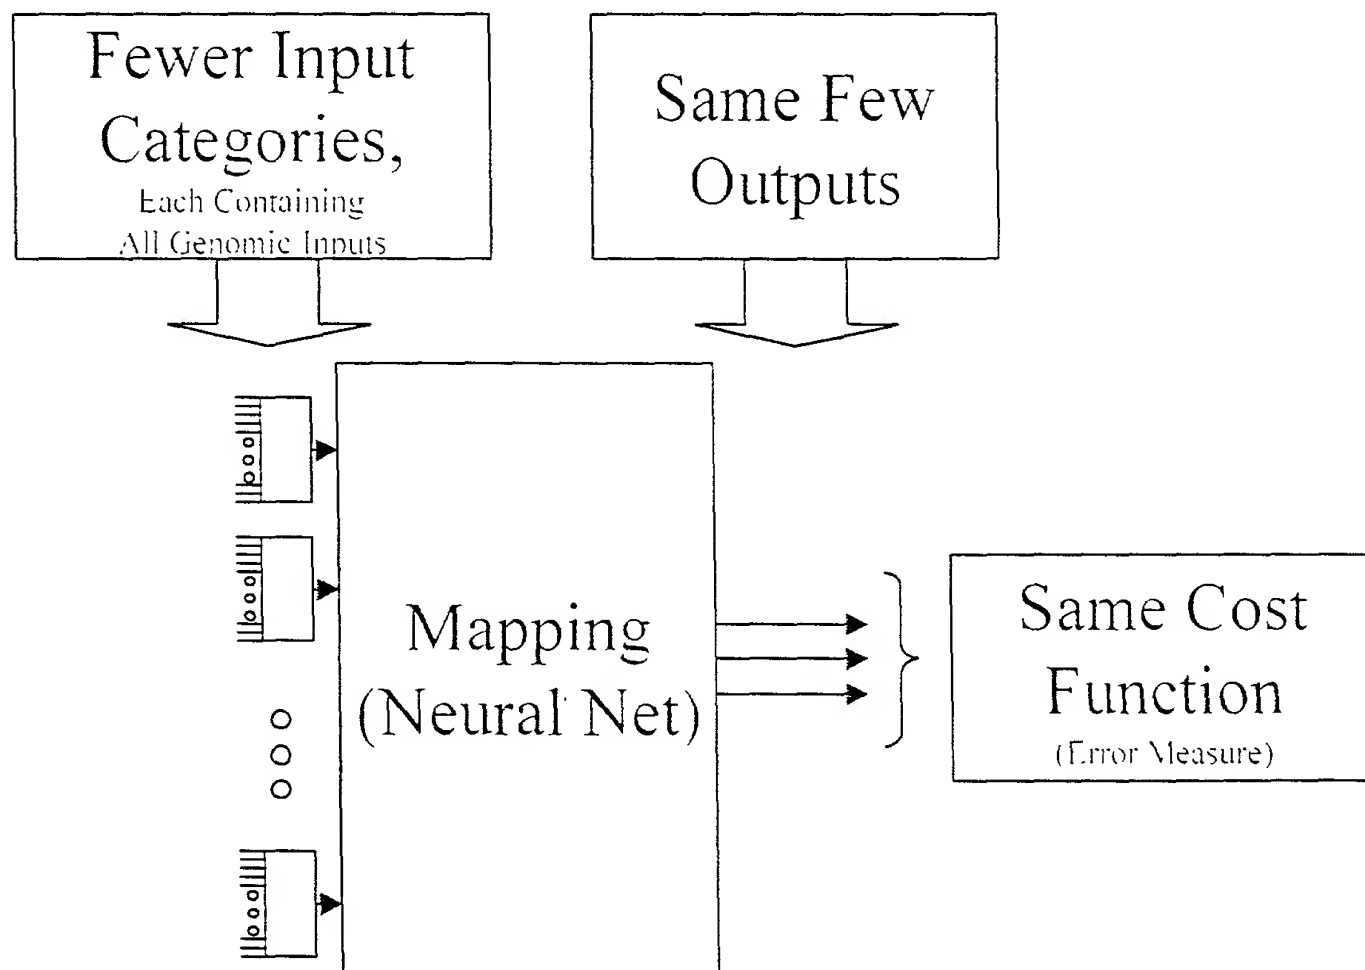 Fewer Input
Categories,
Each Containing
All Genomic Inputs
Same Few
Outputs
Mapping
(Neural Net)
Same Cost
Function
(Error Measure)